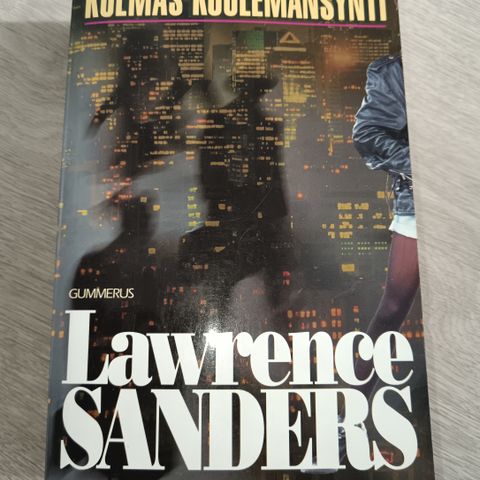 KOLMAS KUOLEMANSYNTI
GUMMERUS
Lawrence
SANDERS